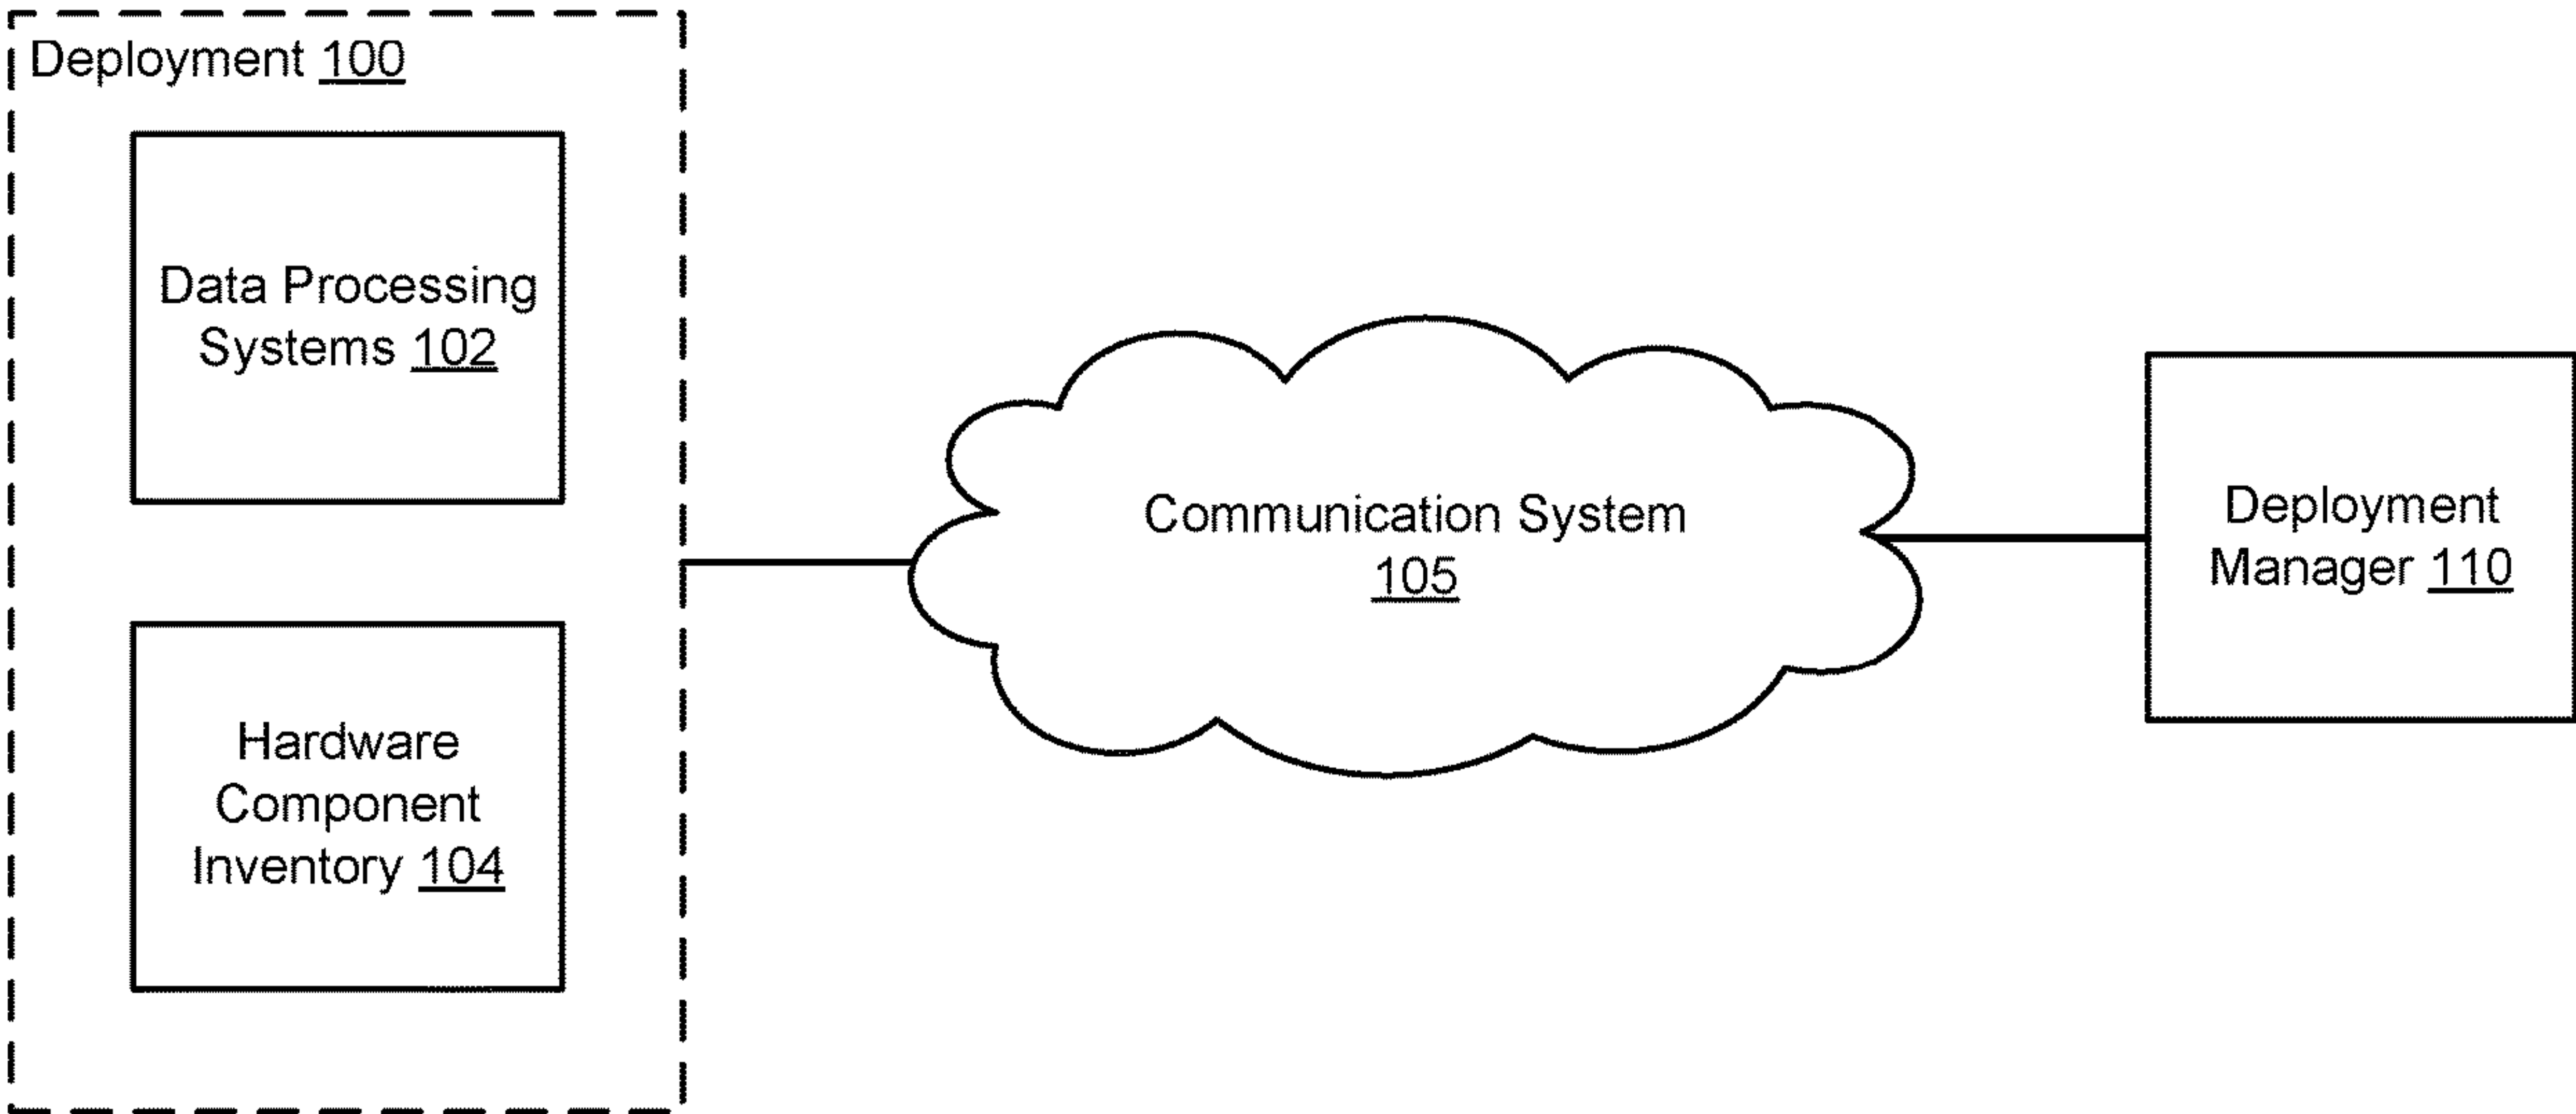 Deployment 100
Data Processing
Systems 102
Hardware
Component
Inventory 104
Communication System
105
Deployment
Manager 110